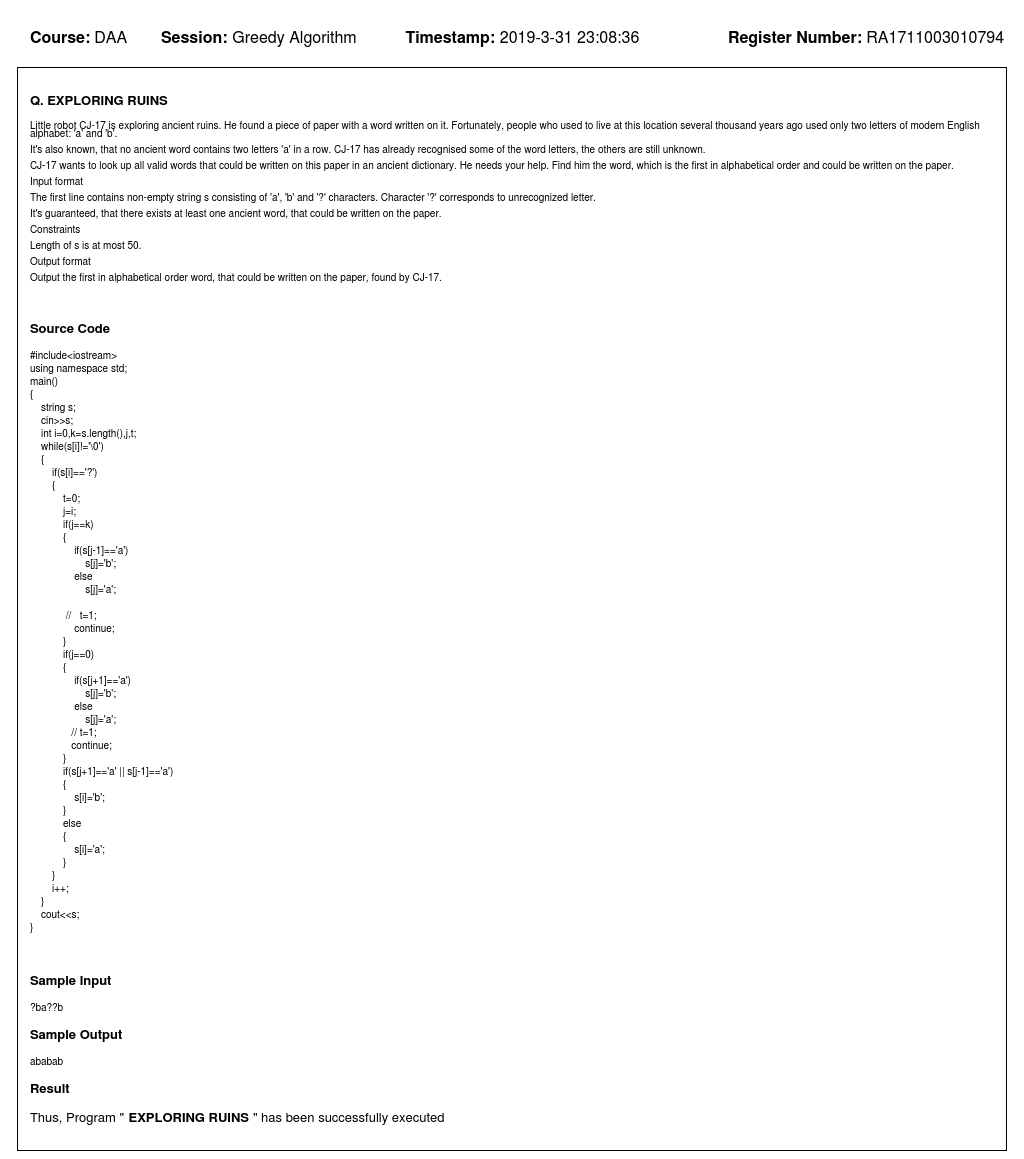 Course: DAA Session: Greedy Algorithm Timestamp: 2019-3-31 23:08:36 Register Number: RA1711003010794
Q. EXPLORING RUINS
Little robot CJ-17 is exploring ancient ruins. He found a piece of paper with a word written on it. Fortunately, people who used to live at this location several thousand years ago used only two letters of modern English
alphabet: 'a' and 'b'.
It's also known, that no ancient word contains two letters 'a' in a row. CJ-17 has already recognised some of the word letters, the others are still unknown.
CJ-17 wants to look up all valid words that could be written on this paper in an ancient dictionary. He needs your help. Find him the word, which is the first in alphabetical order and could be written on the paper.
Input format
The first line contains non-empty string s consisting of 'a', 'b' and '?' characters. Character '?' corresponds to unrecognized letter.
It's guaranteed, that there exists at least one ancient word, that could be written on the paper.
Constraints
Length of s is at most 50.
Output format
Output the first in alphabetical order word, that could be written on the paper, found by CJ-17.
Source Code
#include<iostream>
using namespace std;
main()
{
    string s;
    cin>>s;
    int i=0,k=s.length(),j,t;
    while(s[i]!='\0')
    {
        if(s[i]=='?')
        {
            t=0;
            j=i;
            if(j==k)
            {
                if(s[j-1]=='a')
                    s[j]='b';
                else
                    s[j]='a';
             //   t=1;
                continue;
            }
            if(j==0)
            {
                if(s[j+1]=='a')
                    s[j]='b';
                else
                    s[j]='a';
               // t=1;
               continue;
            }
            if(s[j+1]=='a' || s[j-1]=='a')
            {
                s[i]='b';
            }
            else
            {
                s[i]='a';
            }
        }
        i++;
    }
    cout<<s;
}
Sample Input
?ba??b
Sample Output
ababab
Result
Thus, Program " EXPLORING RUINS " has been successfully executed